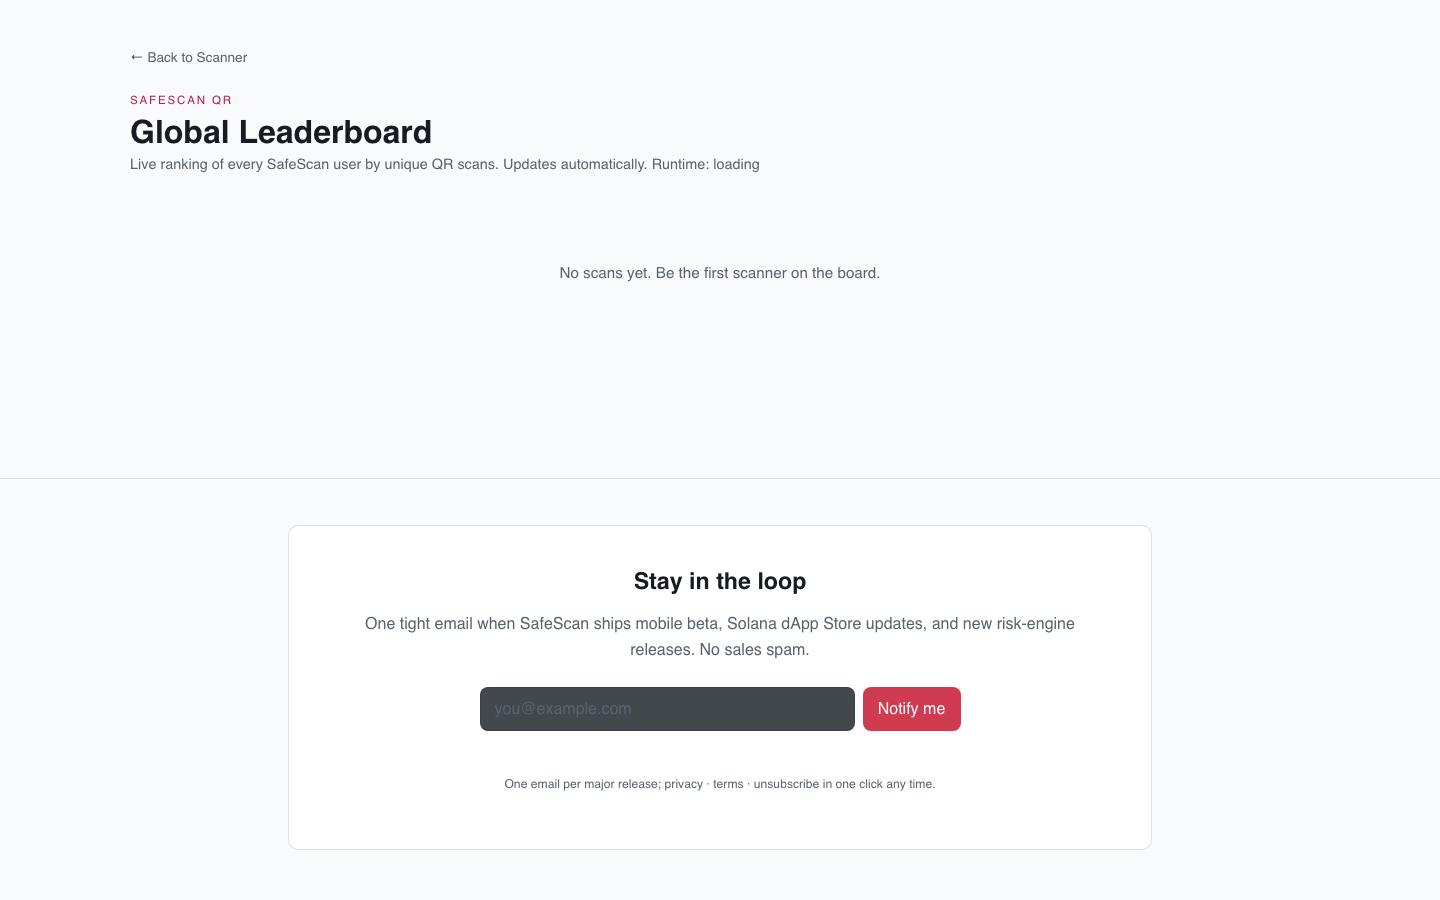 ← Back to Scanner
SAFESCAN QR
Global Leaderboard
Live ranking of every SafeScan user by unique QR scans. Updates automatically. Runtime: loading
No scans yet. Be the first scanner on the board.
Stay in the loop
One tight email when SafeScan ships mobile beta, Solana dApp Store updates, and new risk-engine
releases. No sales spam.
you@example.com
Notify me
One email per major release; privacy · terms · unsubscribe in one click any time.